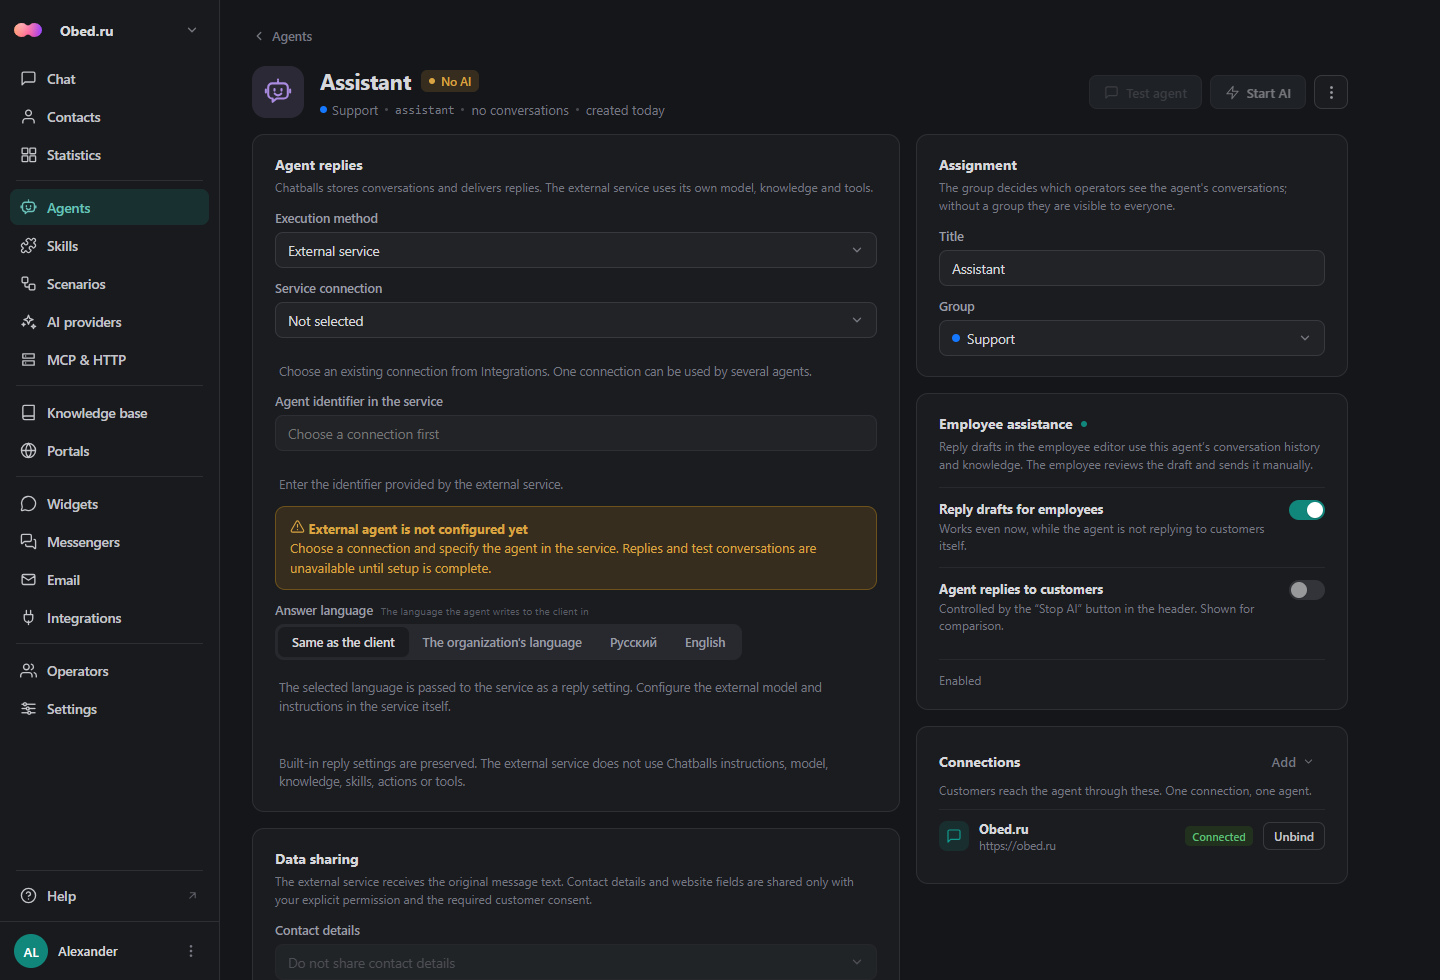 Obed.ru
Chat
Contacts
Statistics
Agents
Skills
Scenarios
AI providers
MCP & HTTP
Knowledge base
Portals
Widgets
Messengers
Email
Integrations
Operators
Settings
Help
AL
Alexander
Agents
Assistant
No AI
Support • assistant • no conversations • created today
Test agent
Start AI
Agent replies
Chatballs stores conversations and delivers replies. The external service uses its own model, knowledge and tools.
Execution method
External service
Service connection
Not selected
Choose an existing connection from Integrations. One connection can be used by several agents.
Agent identifier in the service
Choose a connection first
Enter the identifier provided by the external service.
External agent is not configured yet
Choose a connection and specify the agent in the service. Replies and test conversations are
unavailable until setup is complete.
Answer language The language the agent writes to the client in
Same as the client
The organization's language
Русский
English
The selected language is passed to the service as a reply setting. Configure the external model and
instructions in the service itself.
Built-in reply settings are preserved. The external service does not use Chatballs instructions, model,
knowledge, skills, actions or tools.
Data sharing
The external service receives the original message text. Contact details and website fields are shared only with
your explicit permission and the required customer consent.
Contact details
Do not share contact details
Assignment
The group decides which operators see the agent's conversations;
without a group they are visible to everyone.
Title
Assistant
Group
Support
Employee assistance
Reply drafts in the employee editor use this agent's conversation history
and knowledge. The employee reviews the draft and sends it manually.
Reply drafts for employees
Works even now, while the agent is not replying to customers
itself.
Agent replies to customers
Controlled by the "Stop AI" button in the header. Shown for
comparison.
Enabled
Connections
Add
Customers reach the agent through these. One connection, one agent.
Obed.ru
https://obed.ru
Connected
Unbind